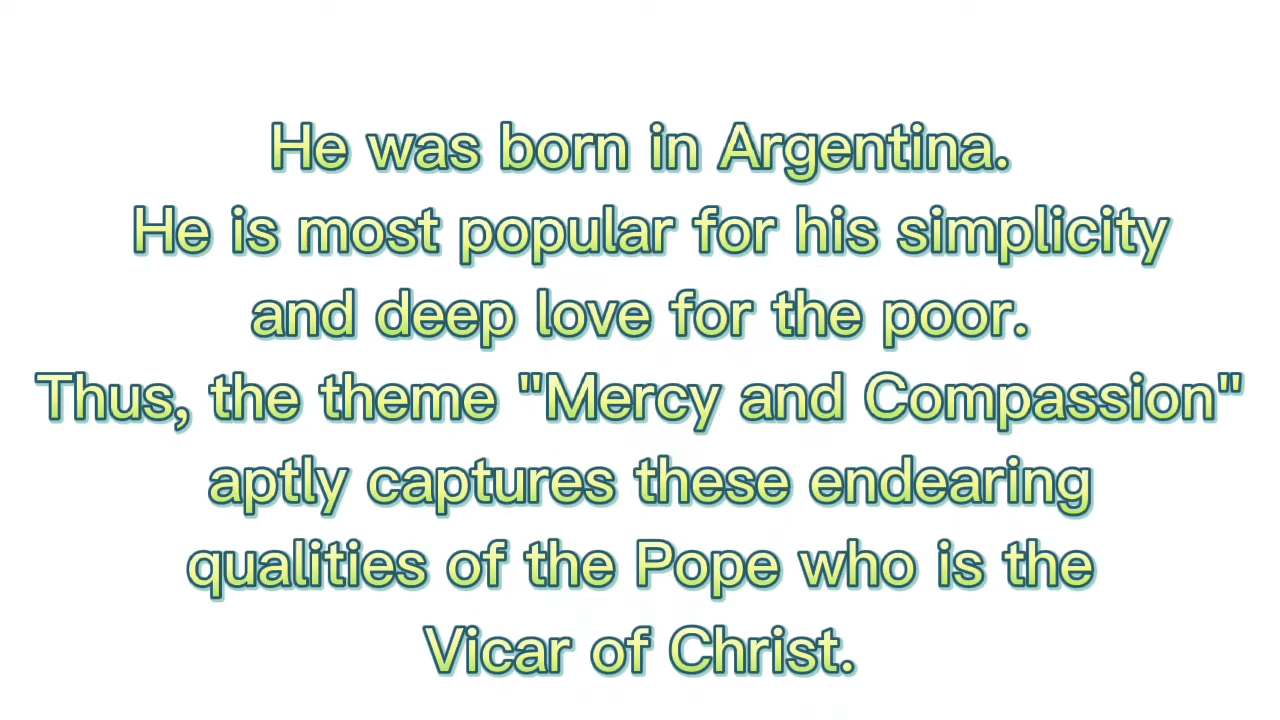 He was born in Argentina.
He is most popular for his simplicity
and deep love for the poor.
Thus, the theme "Mercy and Compassion"
aptly captures these endearing
qualities of the Pope who is the
Vicar of Christ.